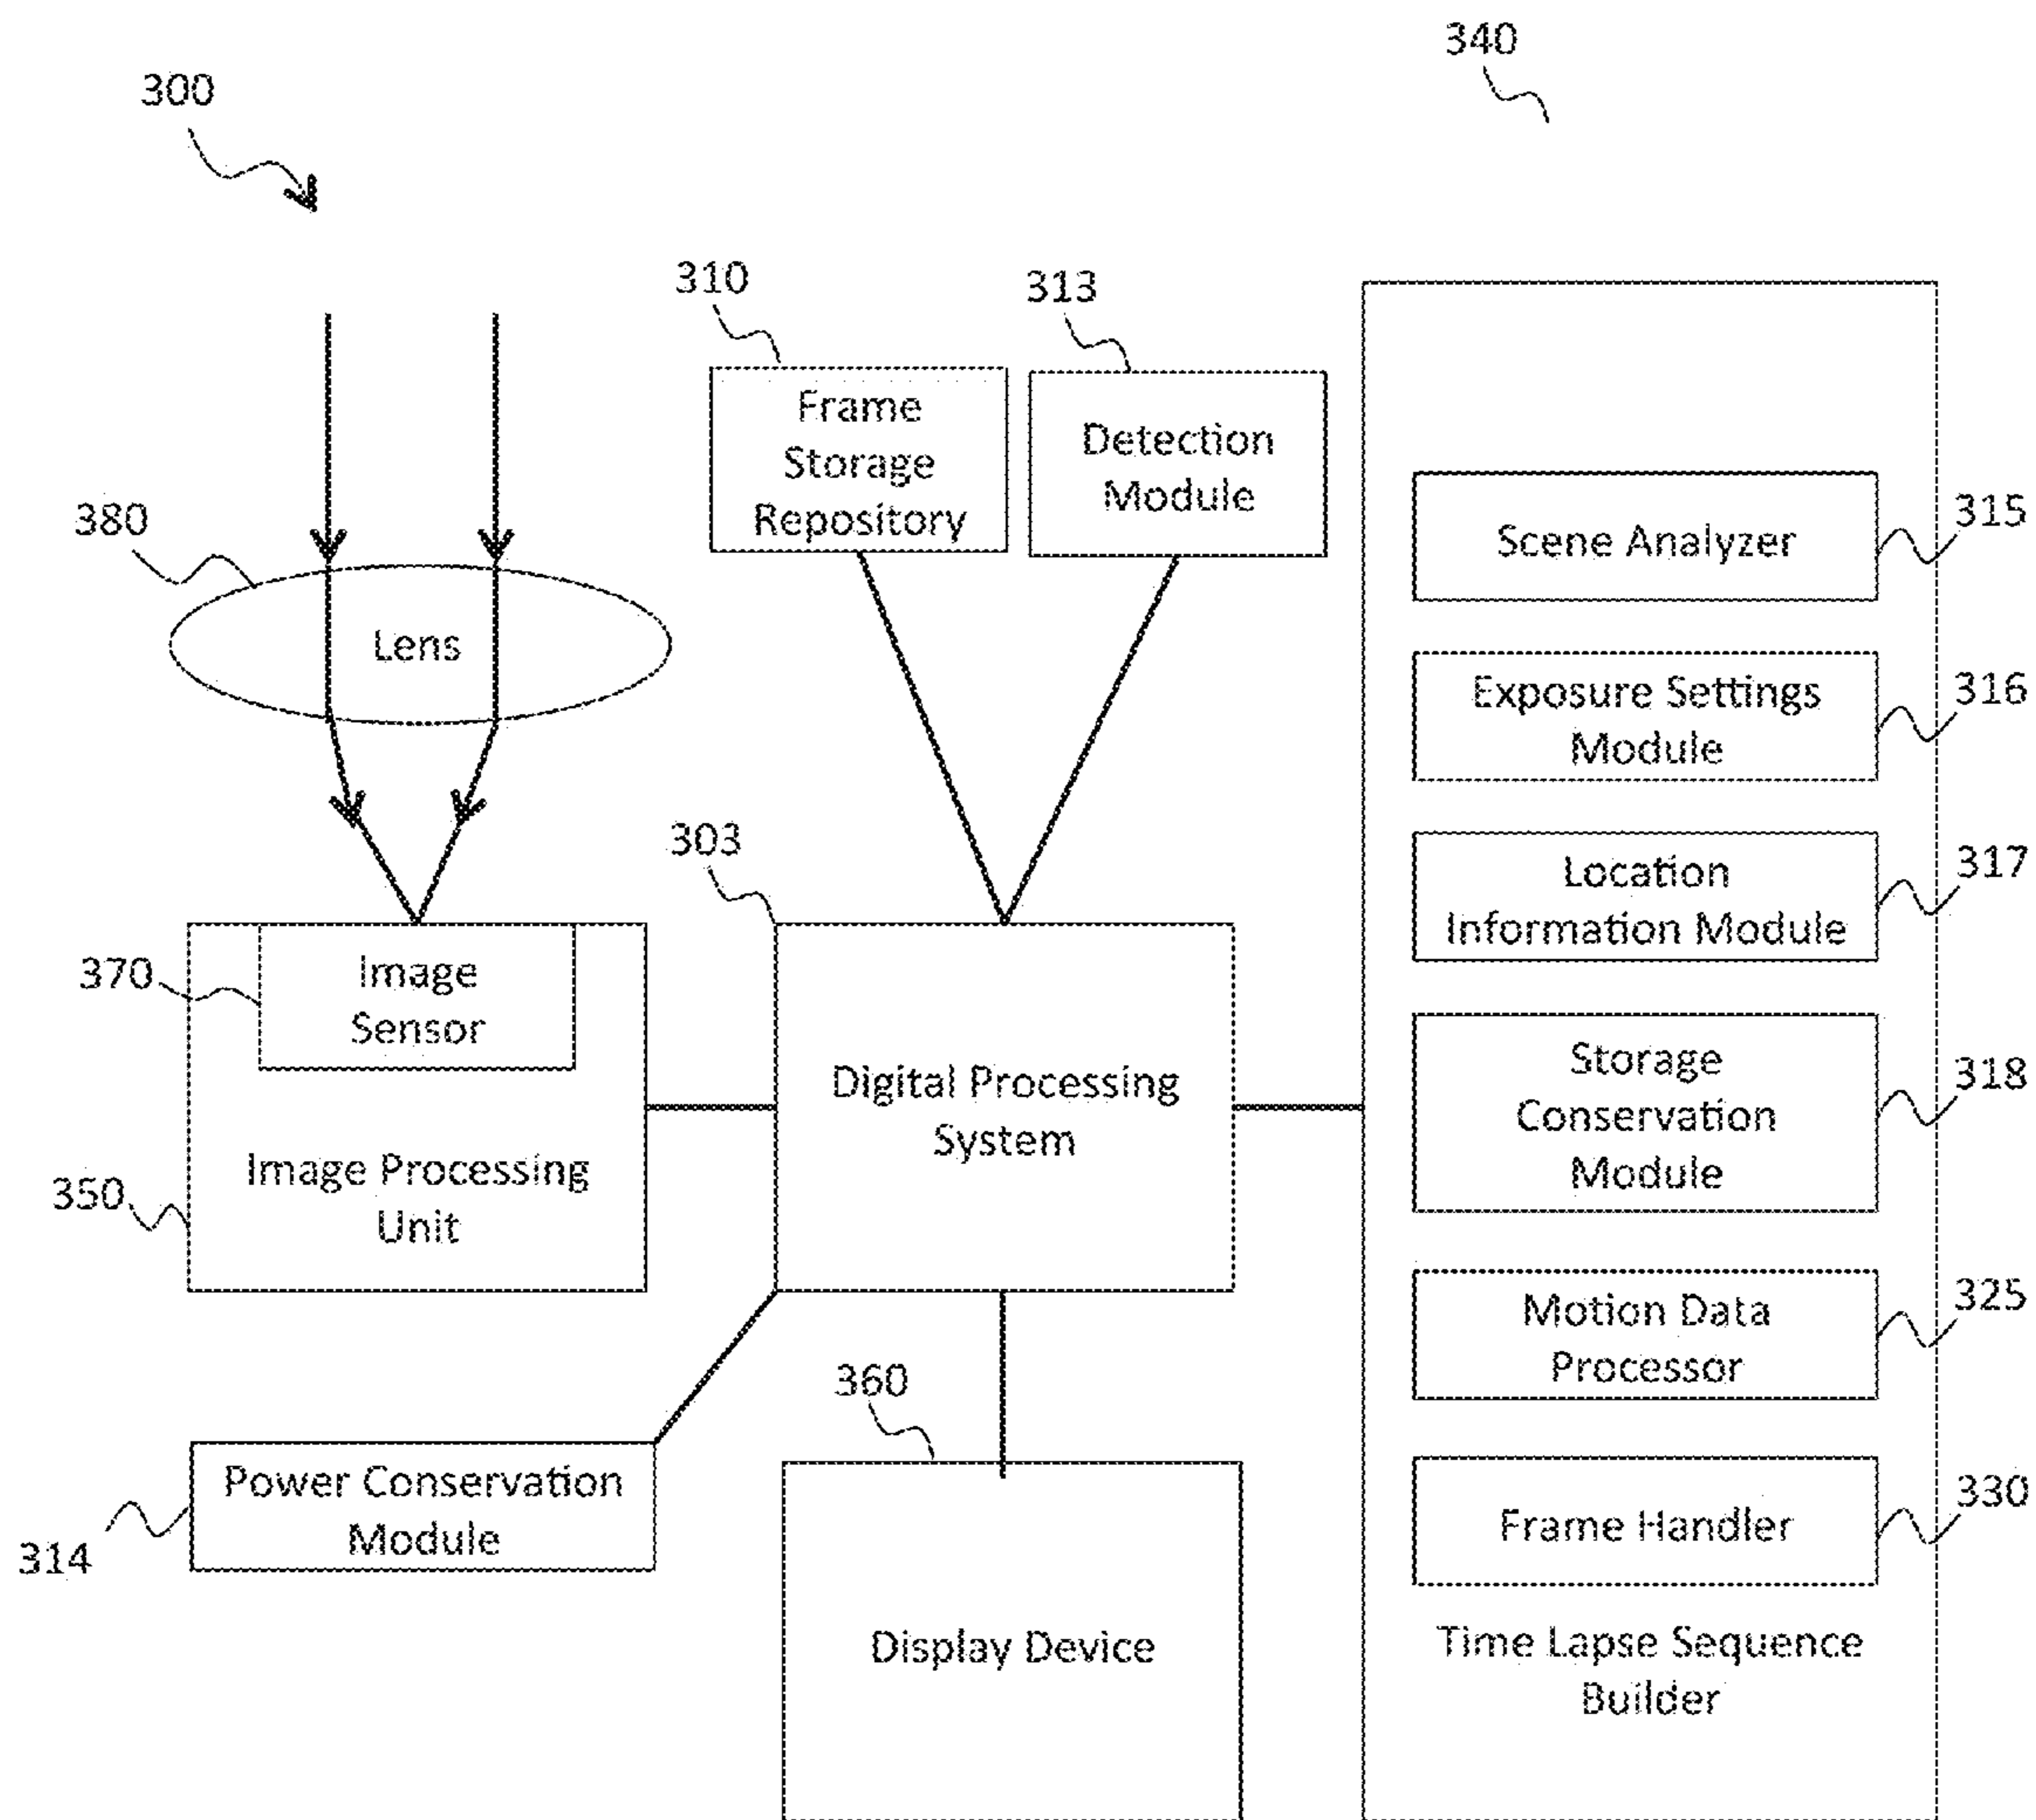 340
300
310
313
Frame
Storage
Repository
Detection
Module
380
Lens
Scene Analyzer
315
Exposure Settings
Module
316
Location
Information Module
317
303
370
Image
Sensor
Digital Processing
System
Storage
Conservation
Module
318
350
Image Processing
Unit
Motion Data
Processor
325
360
314
Power Conservation
Module
Frame Handler
330
Display Device
Time Lapse Sequence
Builder